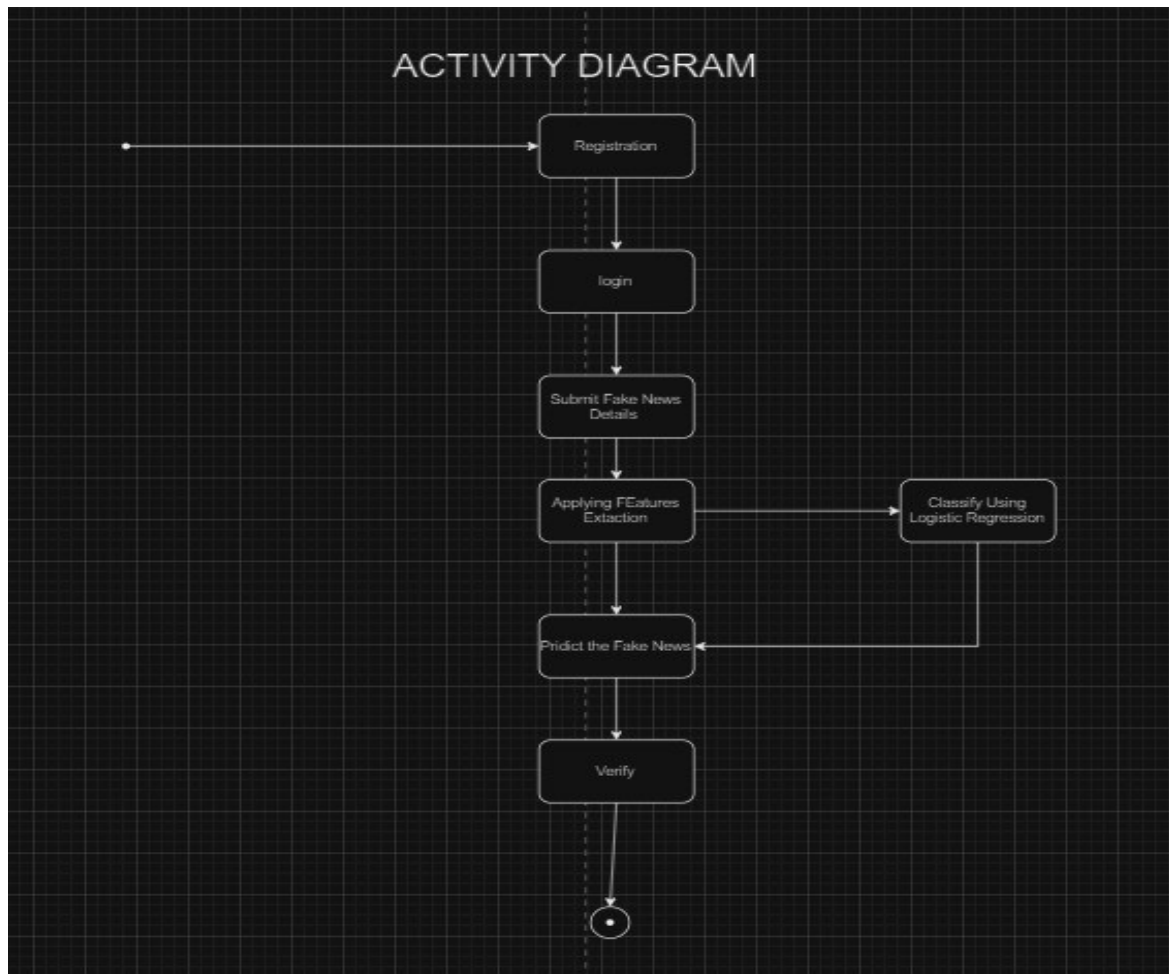 ACTIVITY DIAGRAM
Registration
login
Submit Fake News
Details
Applying FEatures
Extaction
Classify Using
Logistic Regression
Pridict the Fake News
Verify